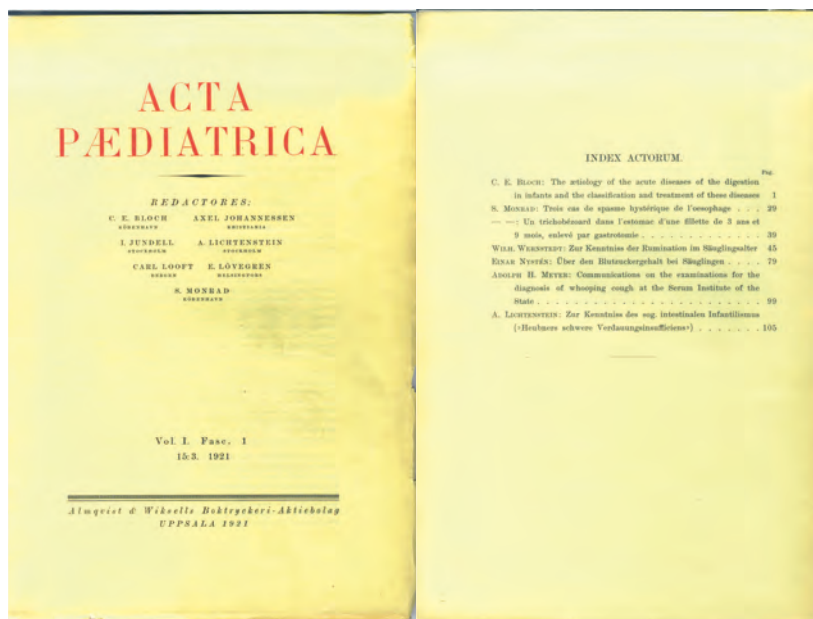 ACTA
PÆDIATRICA
REDACTORES:
C. E. BLOCH AXEL JOHANNESSEN
KÖBENHAVN KRISTIANIA
I. JUNDELL A. LICHTENSTEIN
STOCKHOLM STOCKHOLM
CARL LOOFT E. LÖVEGREN
BERGEN HELSINGFORS
S. MONRAD
KÖBENHAVN
Vol. I. Fasc. 1
15:3. 1921
Almqvist & Wiksells Boktryckeri-Aktiebolag
UPPSALA 1921
INDEX ACTORUM.
Pag.
C. E. BLOCH: The ætiology of the acute diseases of the digestion
in infants and the classification and treatment of these diseases 1
S. MONRAD: Trois cas de spasme hystérique de l'oesophage . . . 29
— —: Un trichobézoard dans l'estomac d'une fillette de 3 ans et
9 mois, enlevé par gastrotomie . . . . . . . . . . . . . . 39
WILH. WERNSTEDT: Zur Kenntniss der Rumination im Säuglingsalter 45
EINAR NYSTÉN: Über den Blutzuckergehalt bei Säuglingen . . . . 79
ADOLPH H. MEYER: Communications on the examinations for the
diagnosis of whooping cough at the Serum Institute of the
State . . . . . . . . . . . . . . . . . . . . . . . . 99
A. LICHTENSTEIN: Zur Kenntniss des sog. intestinalen Infantilismus
(»Heubners schwere Verdauungsinsufficiens») . . . . . . . 105